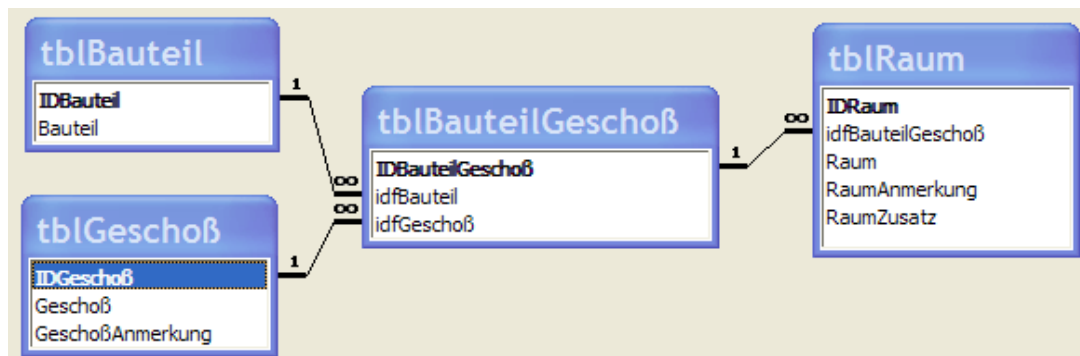 tblBauteil
IDBauteil
Bauteil
1
∞
tblGeschoß
IDGeschoß
Geschoß
GeschoßAnmerkung
1
∞
tblBauteilGeschoß
IDBauteilGeschoß
idfBauteil
idfGeschoß
1
∞
tblRaum
IDRaum
idfBauteilGeschoß
Raum
RaumAnmerkung
RaumZusatz